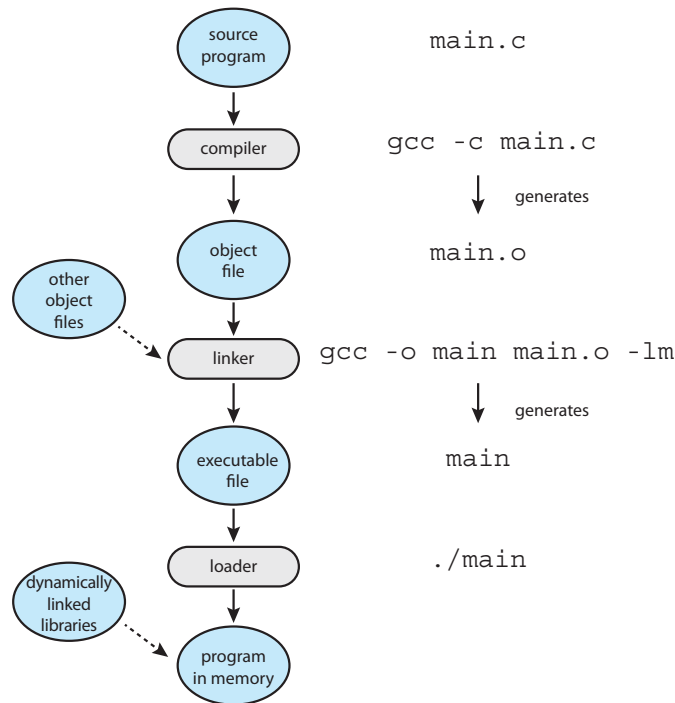 source
program
main.c
compiler
gcc -c main.c
generates
object
file
main.o
other
object
files
linker
gcc -o main main.o -lm
generates
executable
file
main
loader
./main
dynamically
linked
libraries
program
in memory